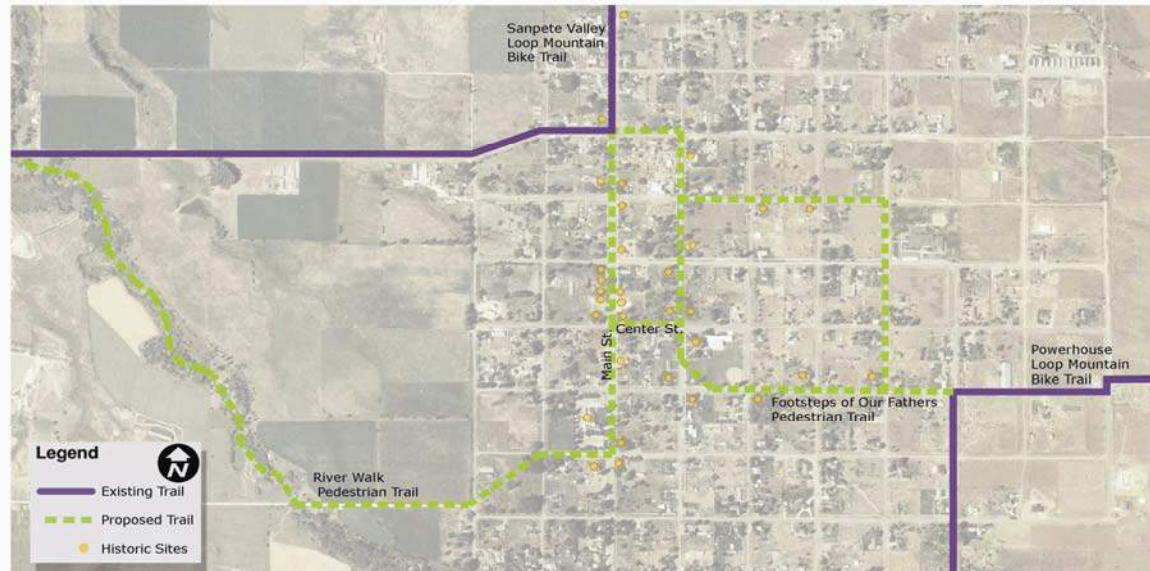 Sanpete Valley
Loop Mountain
Bike Trail
Center St.
Main St.
Powerhouse
Loop Mountain
Bike Trail
Footsteps of Our Fathers
Pedestrian Trail
River Walk
Pedestrian Trail
Legend
N
Existing Trail
Proposed Trail
Historic Sites